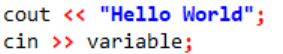 cout << "Hello World";
cin >> variable;